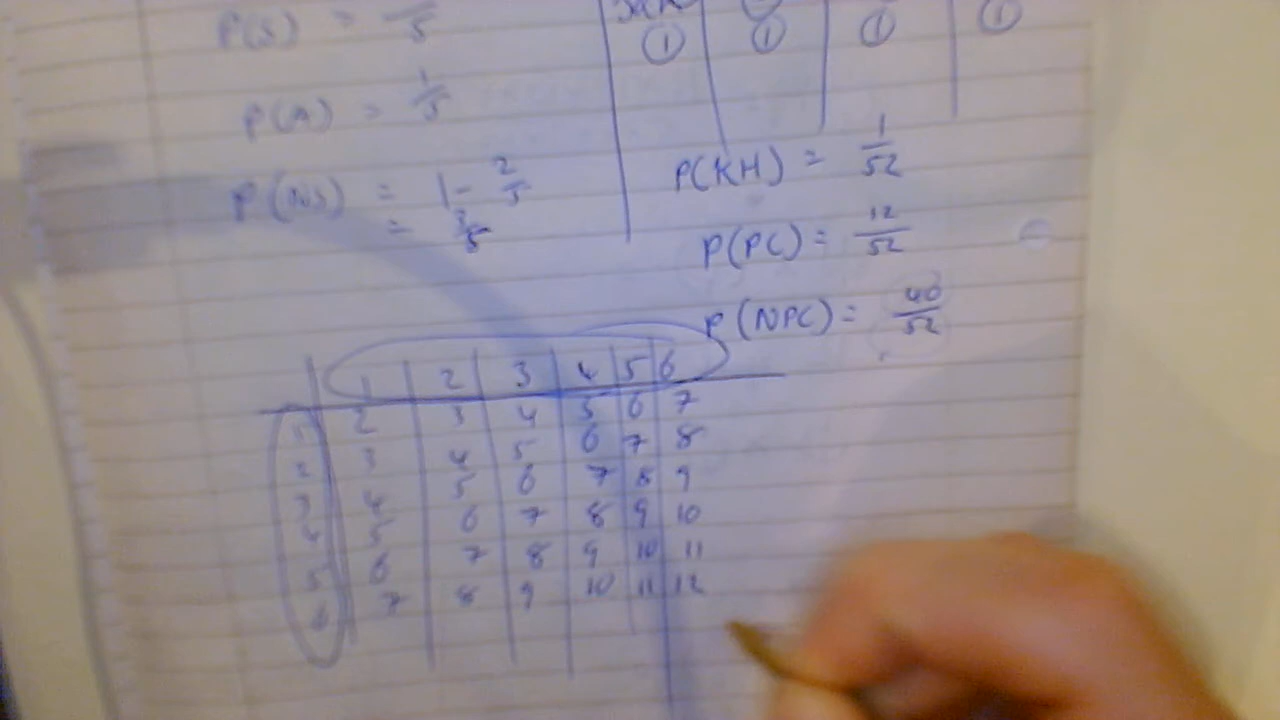 P(S) = /5
①  ①  ①  ①
P(A) = 1/5
P(NS) = 1 - 2/5
= 3/5
P(KH) = 1/52
P(PC) = 12/52
P(NPC) = 40/52
1 2 3 4 5 6
1 2 3 4 5 6 7
2 3 4 5 6 7 8
3 4 5 6 7 8 9
4 5 6 7 8 9 10
5 6 7 8 9 10 11
6 7 8 9 10 11 12